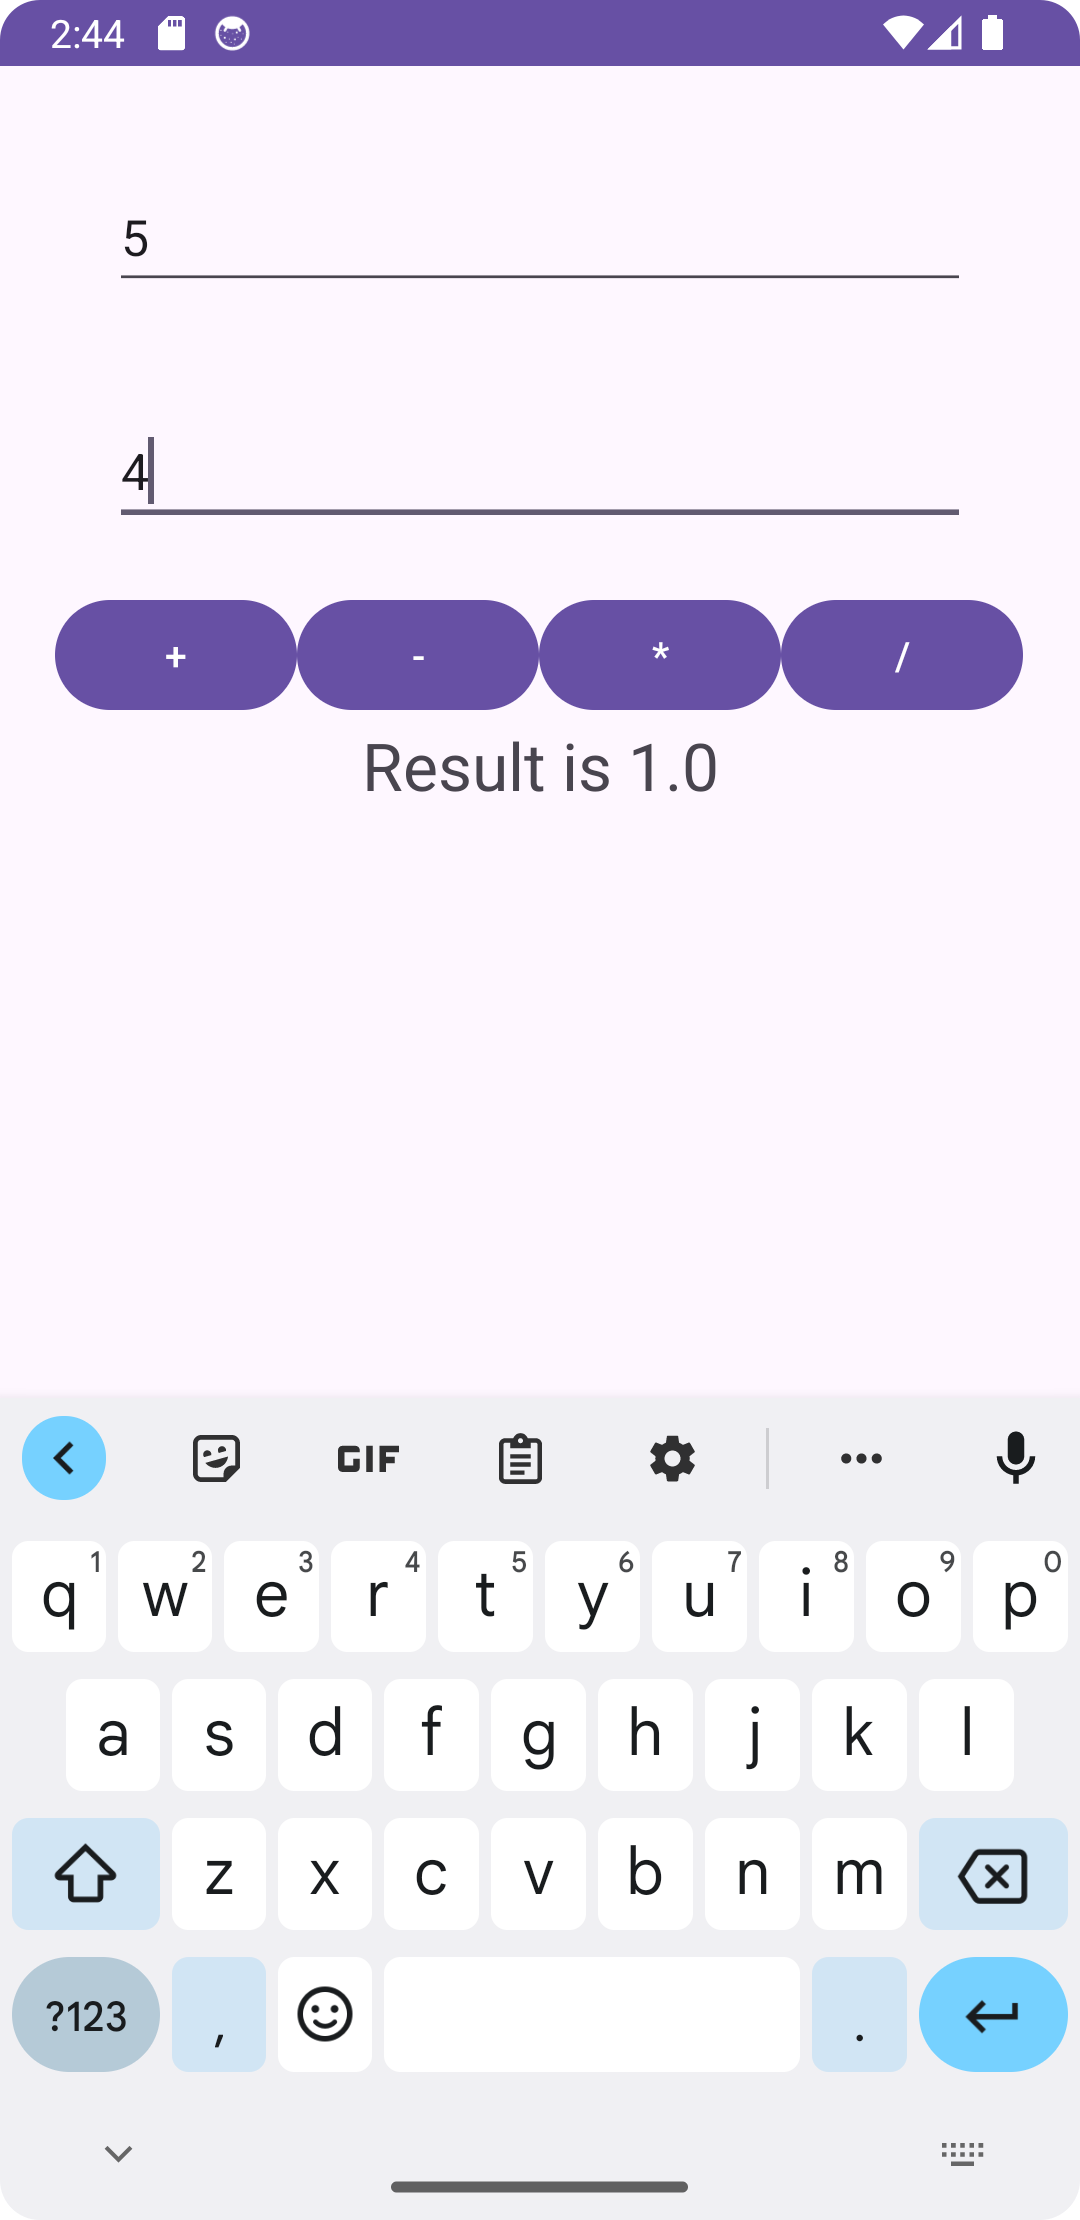 2:44
5
4
+ - * /
Result is 1.0
GIF
q 1 w 2 e 3 r 4 t 5 y 6 u 7 i 8 o 9 p 0
a s d f g h j k l
z x c v b n m
?123 , .